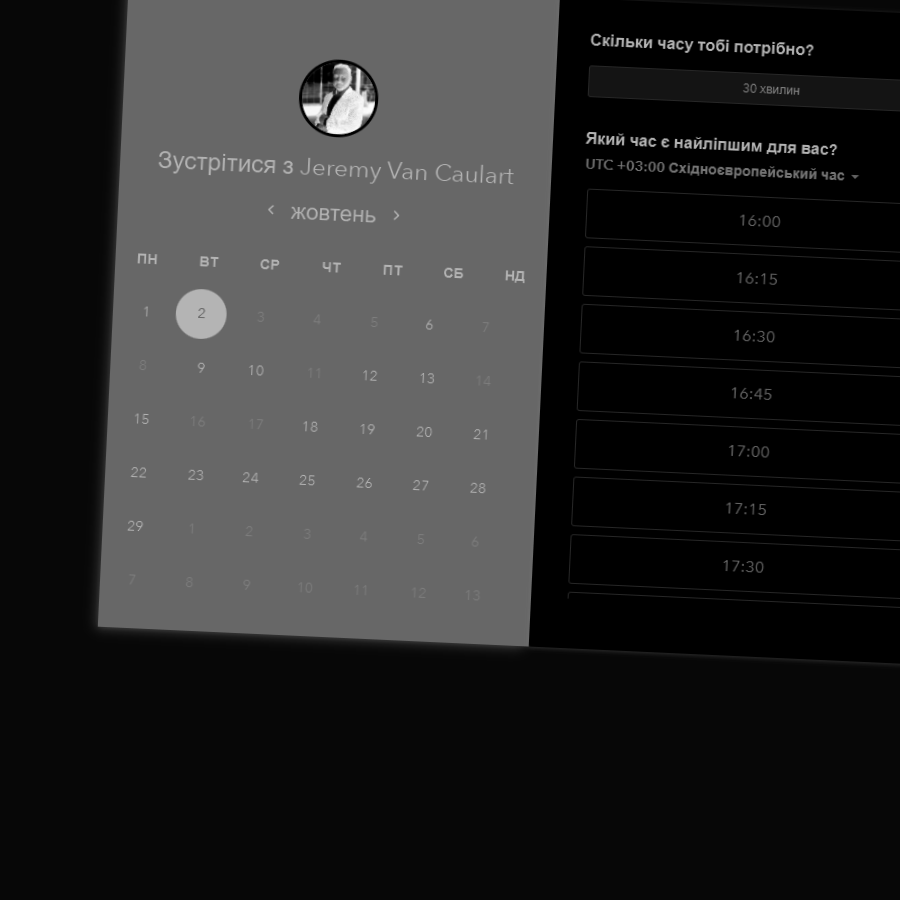 Зустрітися з Jeremy Van Caulart
жовтень
ПН ВТ СР ЧТ ПТ СБ НД
1 2 3 4 5 6 7
8 9 10 11 12 13 14
15 16 17 18 19 20 21
22 23 24 25 26 27 28
29 1 2 3 4 5 6
7 8 9 10 11 12 13
Скільки часу тобі потрібно?
30 хвилин
Який час є найліпшим для вас?
UTC +03:00 Східноєвропейський час
16:00
16:15
16:30
16:45
17:00
17:15
17:30